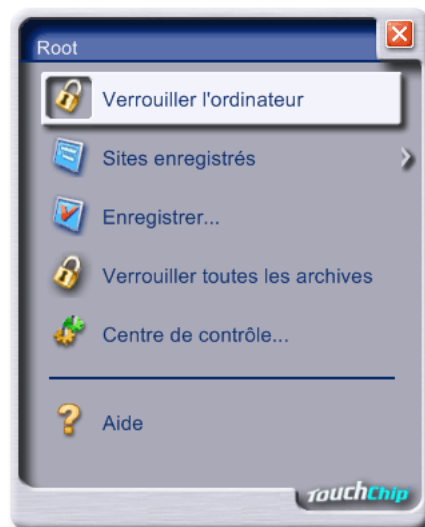 Root
Verrouiller l'ordinateur
Sites enregistrés
Enregistrer...
Verrouiller toutes les archives
Centre de contrôle...
Aide
TouchChip